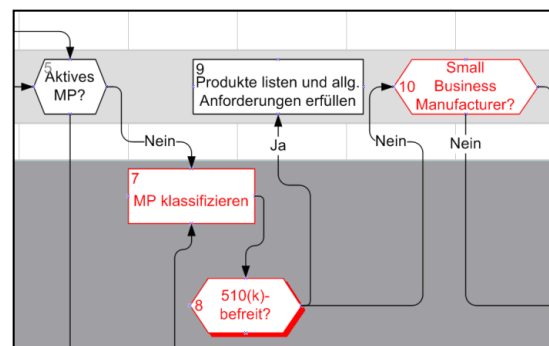 5
Aktives
MP?
9
Produkte listen und allg.
Anforderungen erfüllen
10
Small
Business
Manufacturer?
Nein
Ja
Nein
Nein
7
MP klassifizieren
8
510(k)-
befreit?